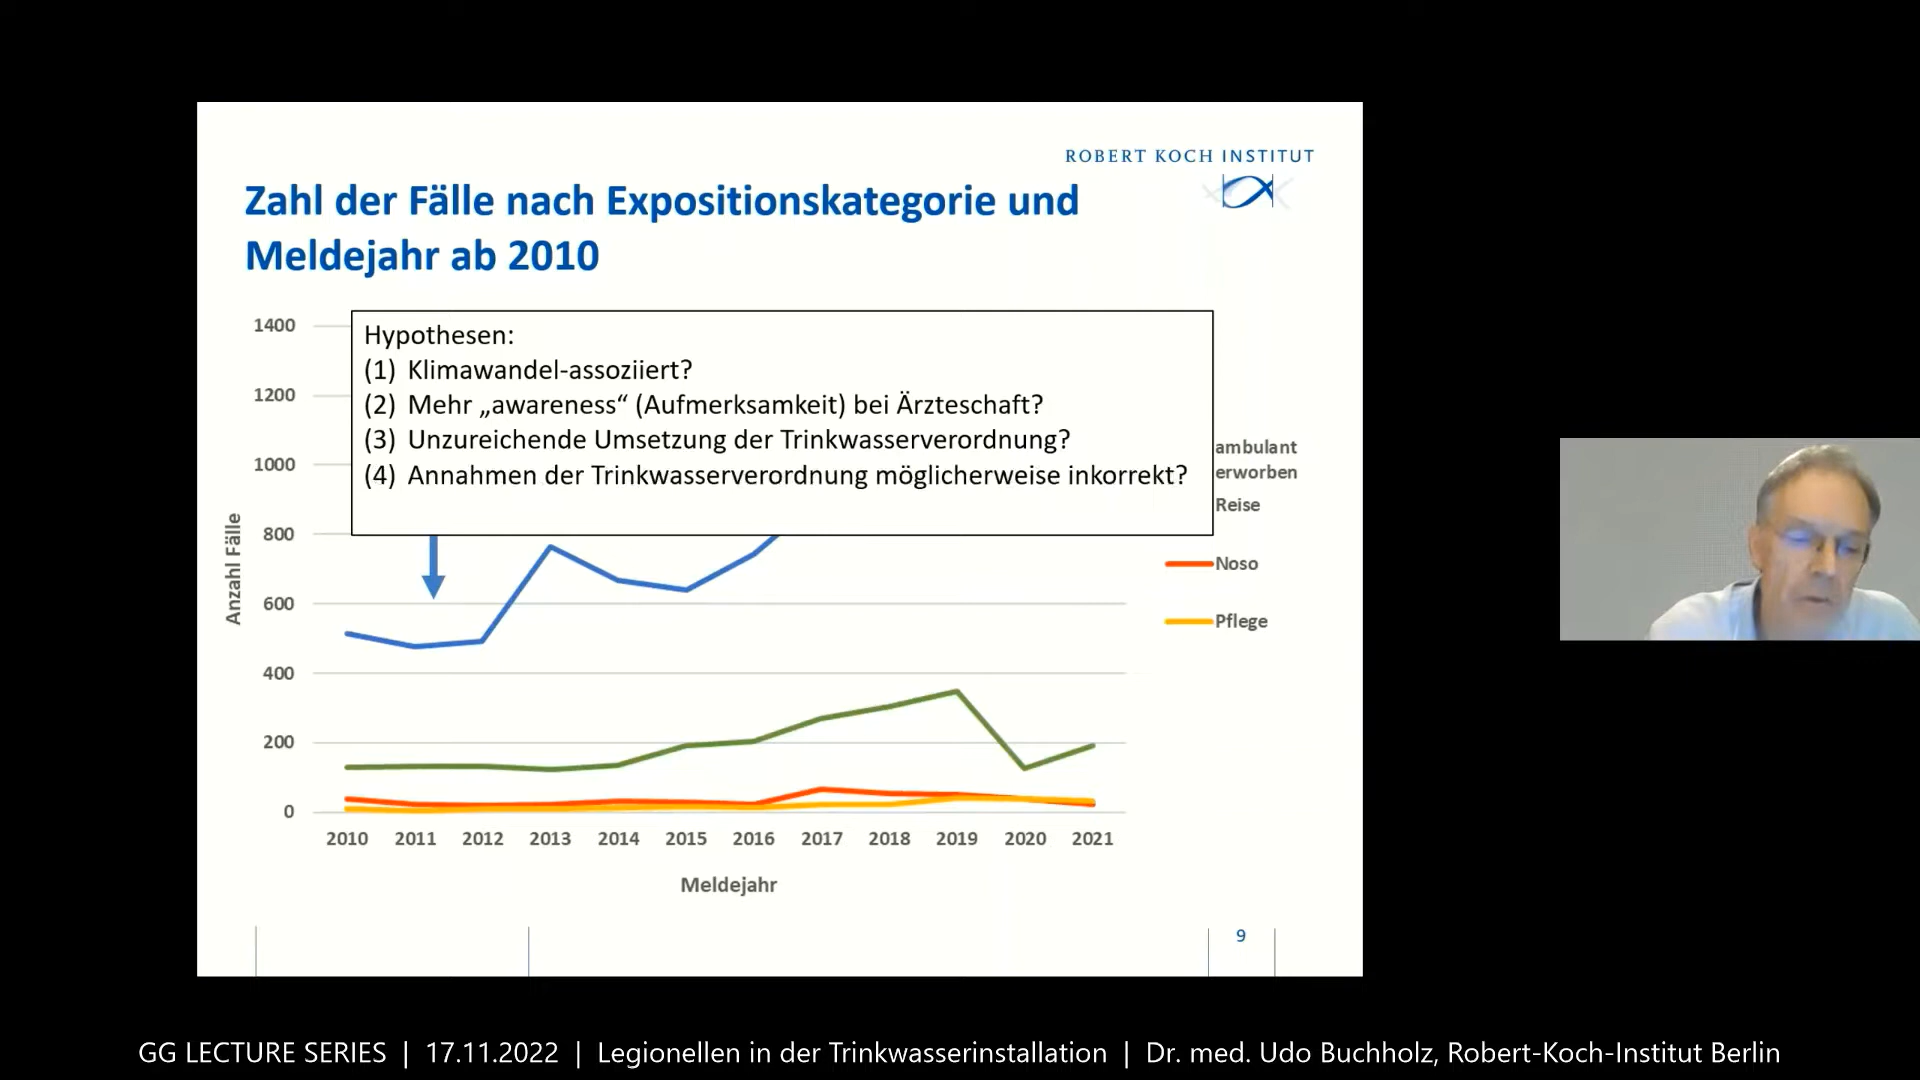 ROBERT KOCH INSTITUT
Zahl der Fälle nach Expositionskategorie und
Meldejahr ab 2010
Hypothesen:
(1) Klimawandel-assoziiert?
(2) Mehr „awareness“ (Aufmerksamkeit) bei Ärzteschaft?
(3) Unzureichende Umsetzung der Trinkwasserverordnung?
(4) Annahmen der Trinkwasserverordnung möglicherweise inkorrekt?
Anzahl Fälle
1400
1200
1000
800
600
400
200
0
ambulant
erworben
Reise
Noso
Pflege
2010 2011 2012 2013 2014 2015 2016 2017 2018 2019 2020 2021
Meldejahr
9
GG LECTURE SERIES | 17.11.2022 | Legionellen in der Trinkwasserinstallation | Dr. med. Udo Buchholz, Robert-Koch-Institut Berlin